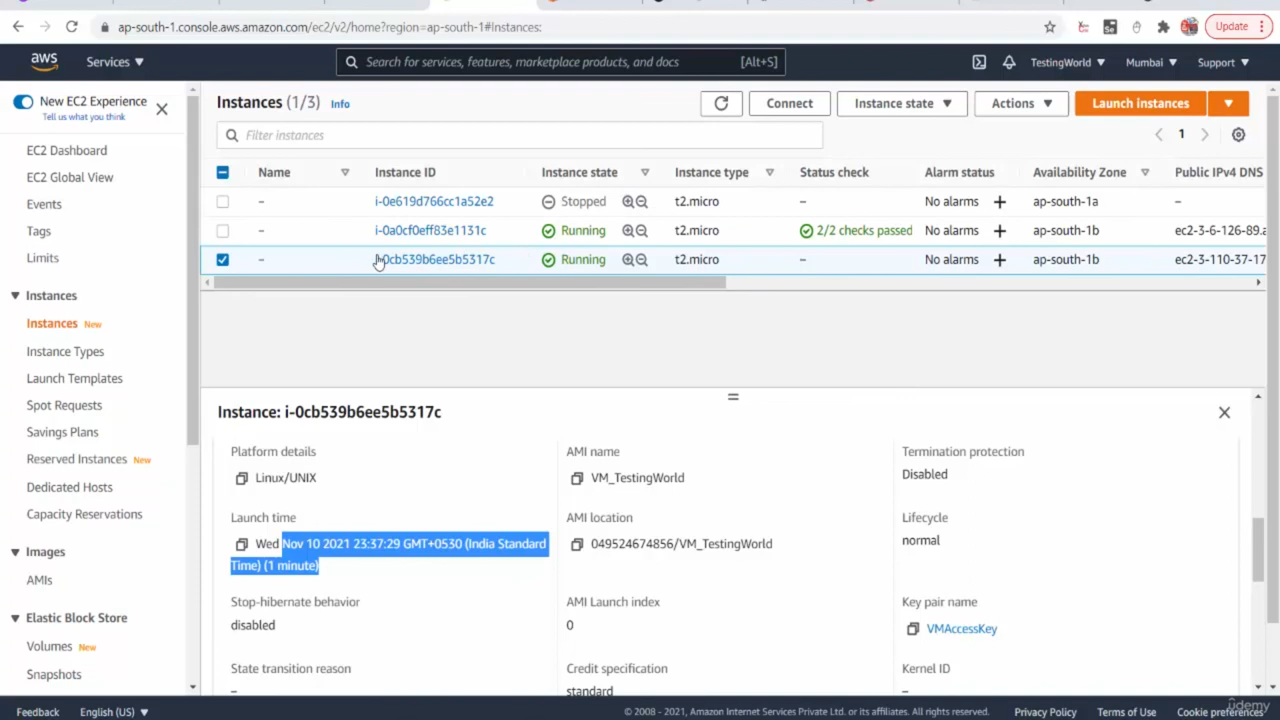 ap-south-1.console.aws.amazon.com/ec2/v2/home?region=ap-south-1#Instances:
Update
aws
Services
Search for services, features, marketplace products, and docs
[Alt+S]
TestingWorld
Mumbai
Support
New EC2 Experience
Tell us what you think
EC2 Dashboard
EC2 Global View
Events
Tags
Limits
Instances
Instances New
Instance Types
Launch Templates
Spot Requests
Savings Plans
Reserved Instances New
Dedicated Hosts
Capacity Reservations
Images
AMIs
Elastic Block Store
Volumes New
Snapshots
Instances (1/3) Info
Connect
Instance state
Actions
Launch instances
Filter instances
1
Name Instance ID Instance state Instance type Status check Alarm status Availability Zone Public IPv4 DNS
– i-0e619d766cc1a52e2 Stopped t2.micro – No alarms + ap-south-1a –
– i-0a0cf0eff83e1131c Running t2.micro 2/2 checks passed No alarms + ap-south-1b ec2-3-6-126-89.a
– i-0cb539b6ee5b5317c Running t2.micro – No alarms + ap-south-1b ec2-3-110-37-17
Instance: i-0cb539b6ee5b5317c
Platform details
Linux/UNIX
AMI name
VM_TestingWorld
Termination protection
Disabled
Launch time
Wed Nov 10 2021 23:37:29 GMT+0530 (India Standard
Time) (1 minute)
AMI location
049524674856/VM_TestingWorld
Lifecycle
normal
Stop-hibernate behavior
disabled
AMI Launch index
0
Key pair name
VMAccessKey
State transition reason
–
Credit specification
standard
Kernel ID
–
Feedback
English (US)
© 2008 - 2021, Amazon Internet Services Private Ltd. or its affiliates. All rights reserved.
Privacy Policy
Terms of Use
Cookie preferences
udemy